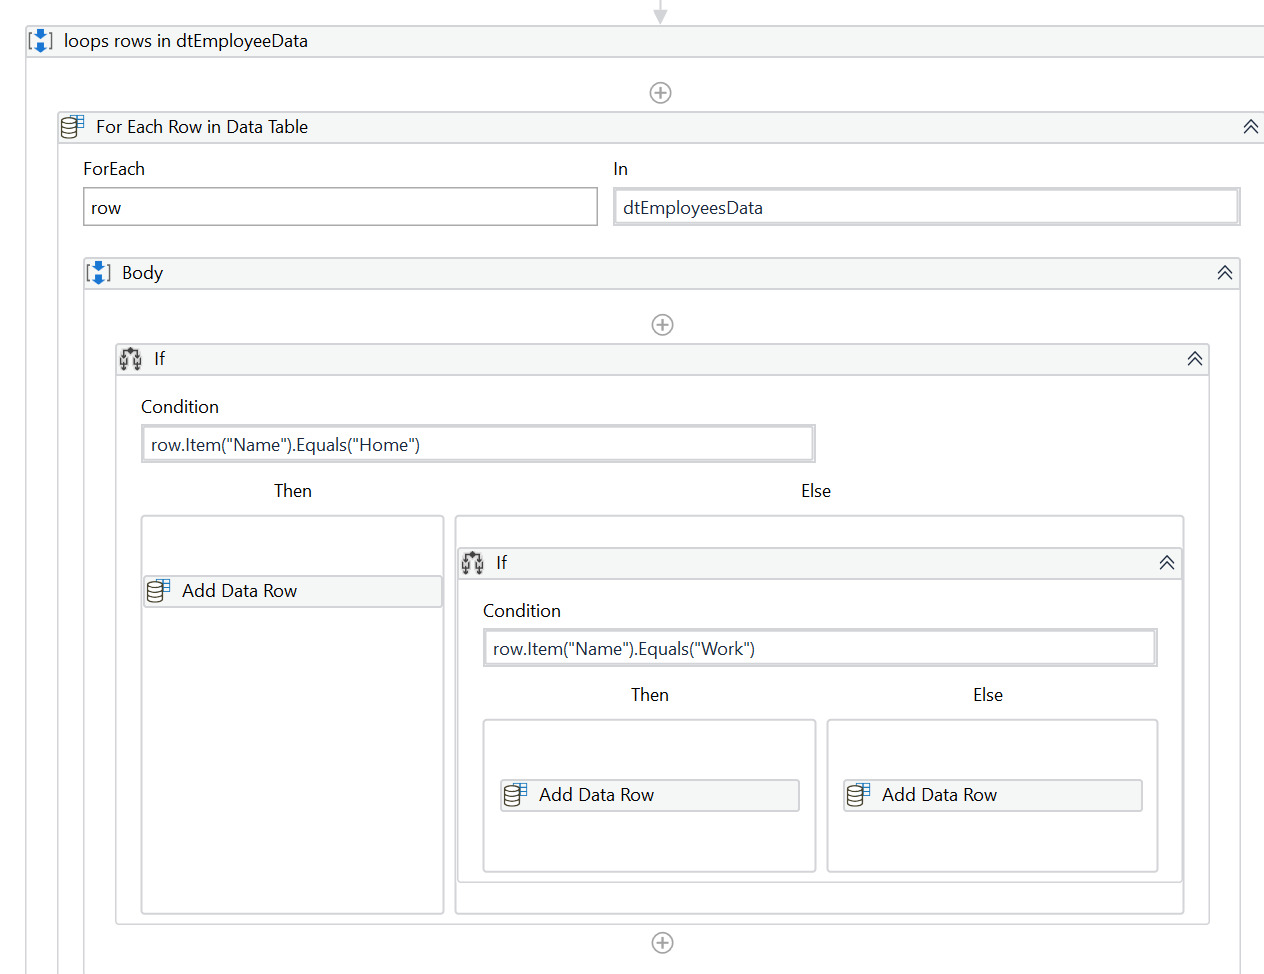 loops rows in dtEmployeeData
For Each Row in Data Table
ForEach
In
row
dtEmployeesData
Body
If
Condition
row.Item("Name").Equals("Home")
Then
Else
If
Add Data Row
Condition
row.Item("Name").Equals("Work")
Then
Else
Add Data Row
Add Data Row